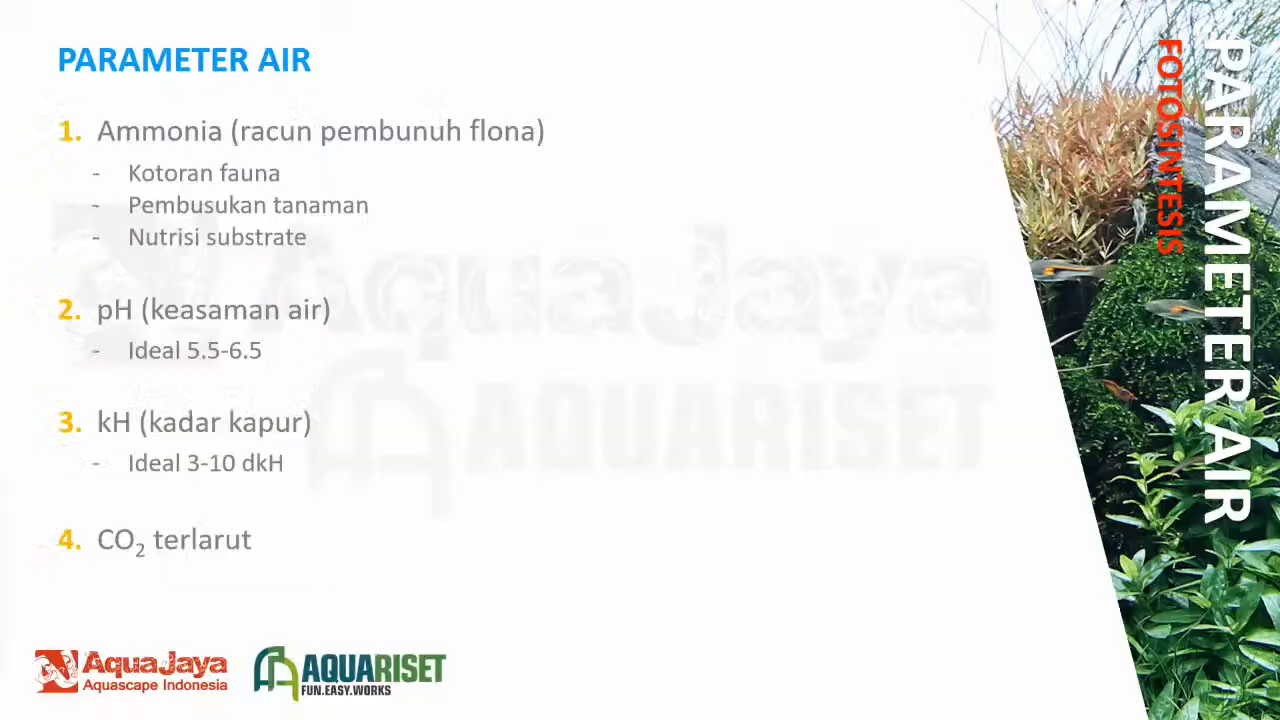 PARAMETER AIR
1. Ammonia (racun pembunuh flona)
- Kotoran fauna
- Pembusukan tanaman
- Nutrisi substrate
2. pH (keasaman air)
- Ideal 5.5-6.5
3. kH (kadar kapur)
- Ideal 3-10 dkH
4. CO₂ terlarut
PARAMETER AIR
FOTOSINTESIS
AquaJaya
AQUARISET
AquaJaya
Aquascape Indonesia
AQUARISET
FUN.EASY.WORKS